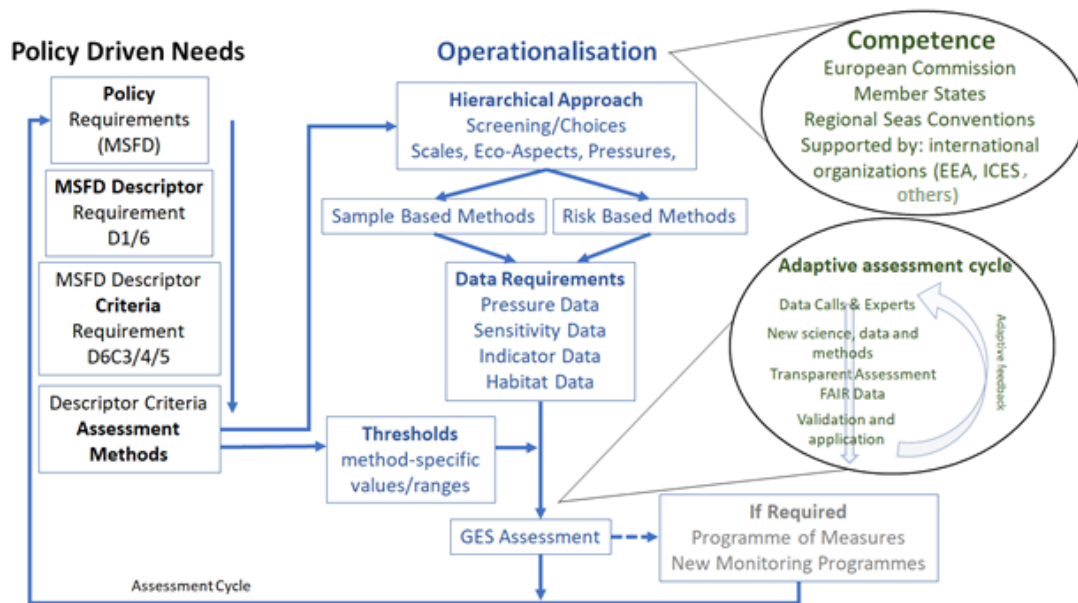 Policy Driven Needs
Policy
Requirements
(MSFD)
MSFD Descriptor
Requirement
D1/6
MSFD Descriptor
Criteria
Requirement
D6C3/4/5
Descriptor Criteria
Assessment
Methods
Operationalisation
Hierarchical Approach
Screening/Choices
Scales, Eco-Aspects, Pressures,
Sample Based Methods
Risk Based Methods
Data Requirements
Pressure Data
Sensitivity Data
Indicator Data
Habitat Data
Thresholds
method-specific
values/ranges
GES Assessment
If Required
Programme of Measures
New Monitoring Programmes
Assessment Cycle
Competence
European Commission
Member States
Regional Seas Conventions
Supported by: international
organizations (EEA, ICES,
others)
Adaptive assessment cycle
Data Calls & Experts
New science, data and
methods
Transparent Assessment
FAIR Data
Validation and
application
Adaptive feedback